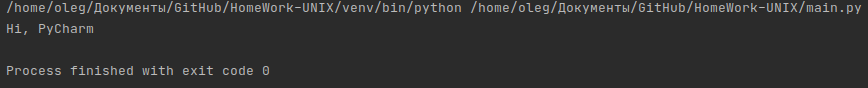 /home/oleg/Документы/GitHub/HomeWork-UNIX/venv/bin/python /home/oleg/Документы/GitHub/HomeWork-UNIX/main.py
Hi, PyCharm
Process finished with exit code 0